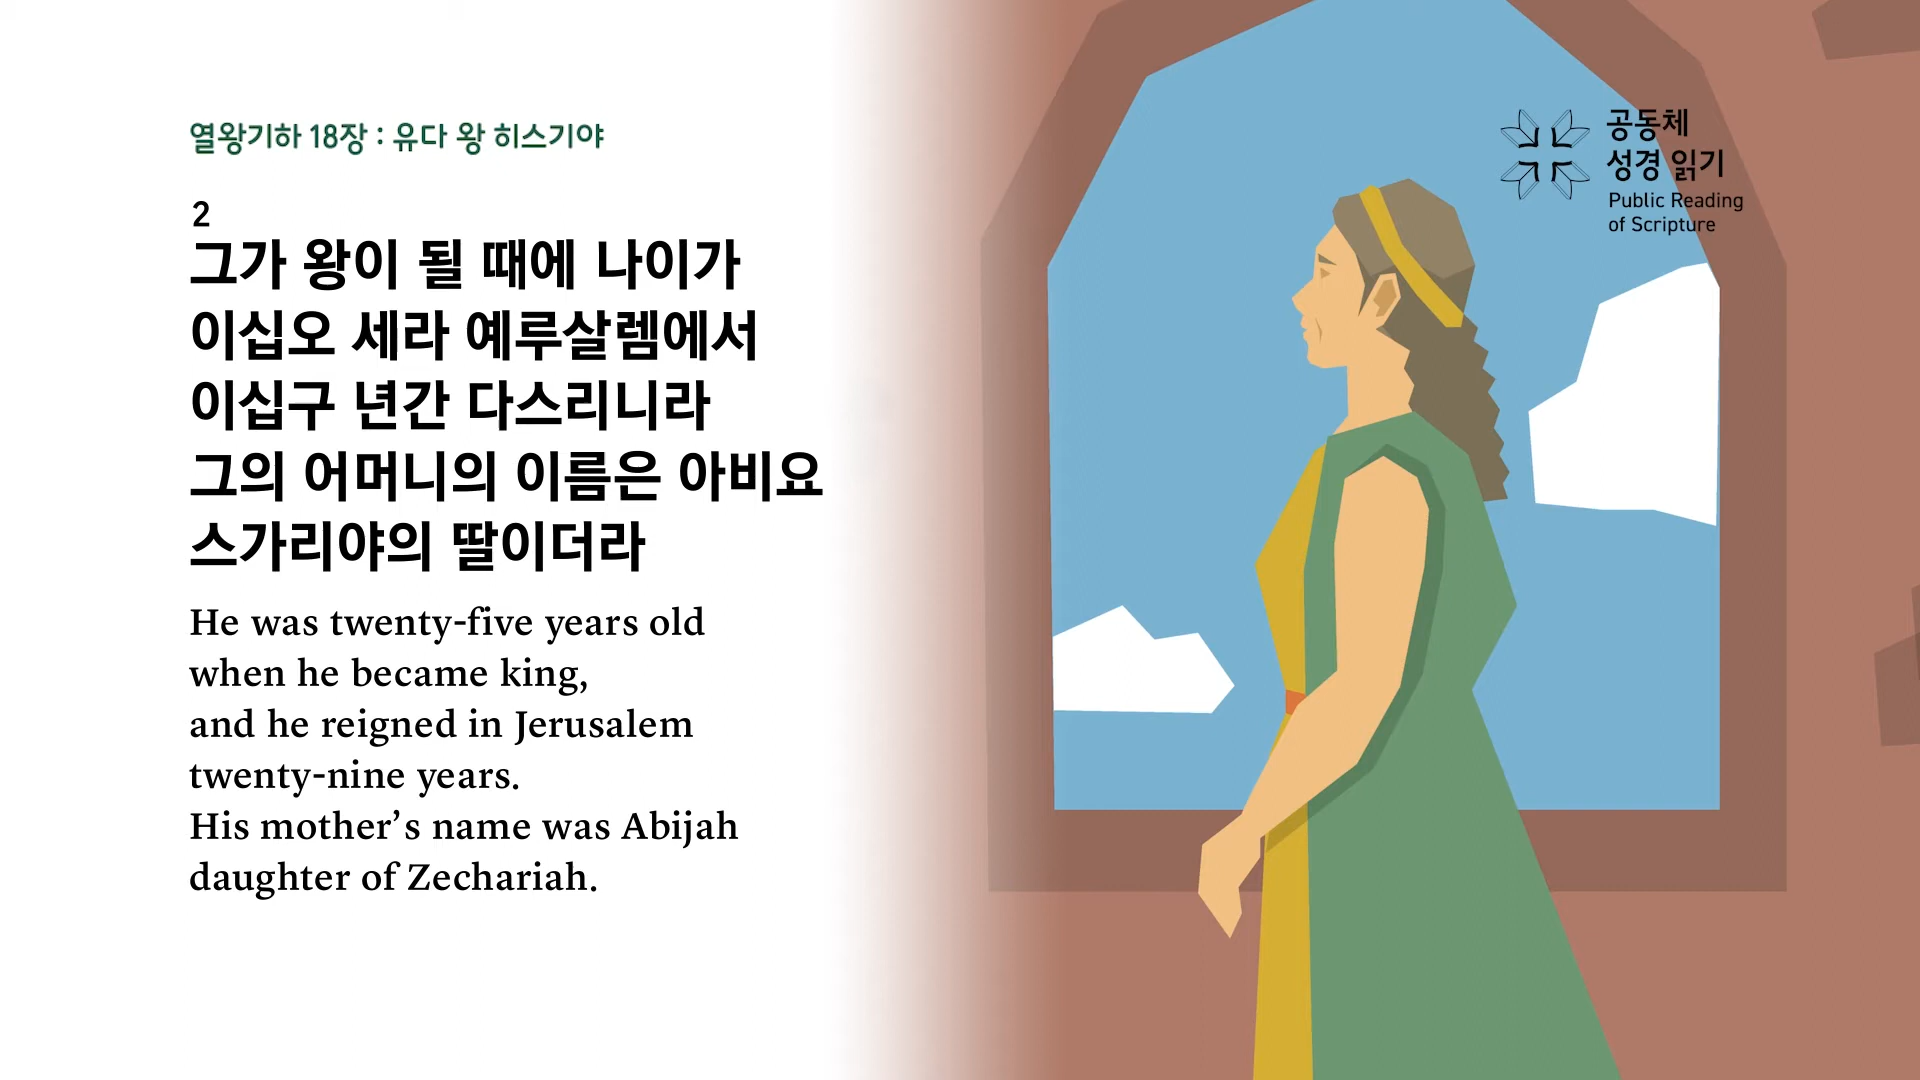 열왕기하 18장 : 유다 왕 히스기야
2
그가 왕이 될 때에 나이가
이십오 세라 예루살렘에서
이십구 년간 다스리니라
그의 어머니의 이름은 아비요
스가리야의 딸이더라
He was twenty-five years old
when he became king,
and he reigned in Jerusalem
twenty-nine years.
His mother’s name was Abijah
daughter of Zechariah.
공동체
성경 읽기
Public Reading
of Scripture